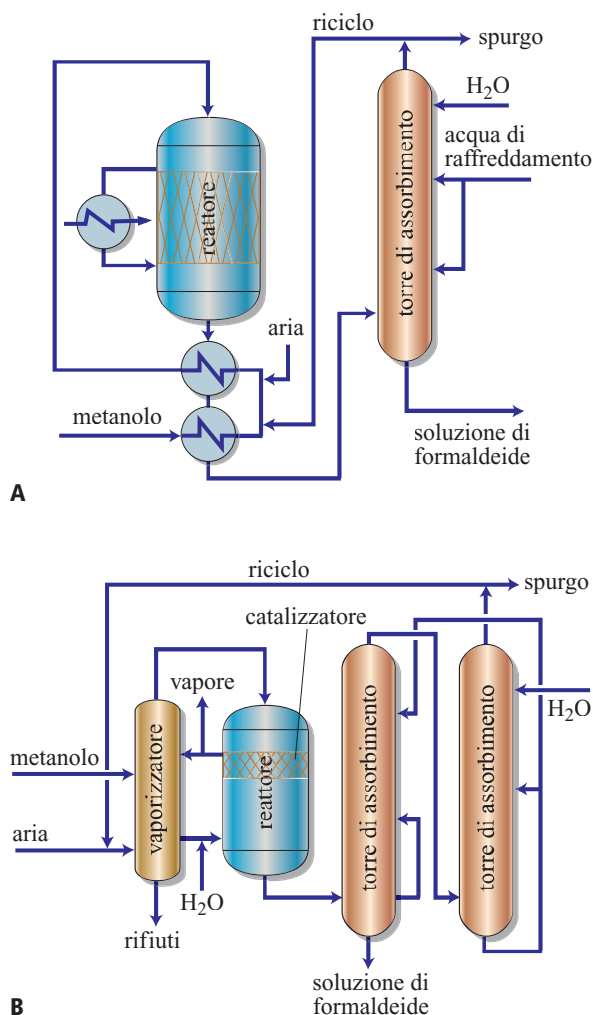 riciclo
spurgo
H₂O
acqua di
raffreddamento
reattore
torre di assorbimento
aria
metanolo
soluzione di
formaldeide
A
riciclo
spurgo
catalizzatore
vapore
metanolo
vaporizzatore
reattore
torre di assorbimento
torre di assorbimento
H₂O
aria
H₂O
rifiuti
soluzione di
formaldeide
B